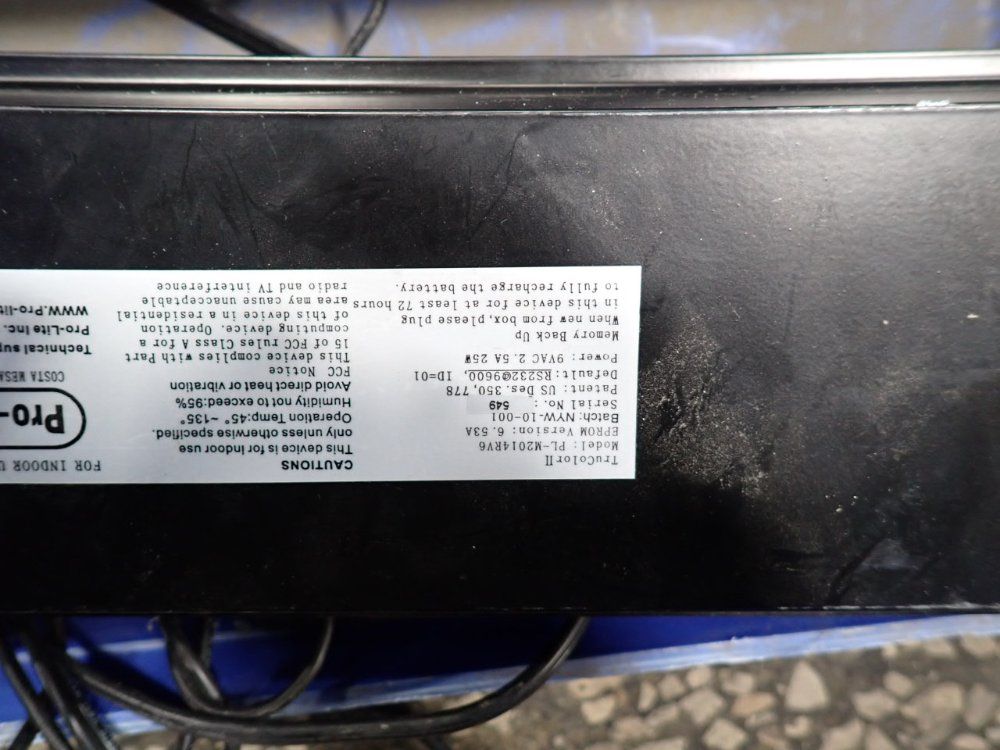 TruColorII
Model: PL-M2014RV6
EPROM Version: 6.53A
Batch: NYW-10-001
Serial No.: 549
Patent: US Des. 350,778
Default: RS232@9600, ID=01
Power: 9VAC 2.5A 25W
Memory Back Up
When new from box, please plug
in this device for at least 72 hours
to fully recharge the battery.
CAUTIONS
This device is for indoor use
only unless otherwise specified.
Operation Temp:45° ~135°
Humidity not to exceed:95%
Avoid direct heat or vibration
FCC Notice
This device complies with Part
15 of FCC rules Class A for a
computing device. Operation
of this device in a residential
area may cause unacceptable
radio and TV interference
FOR INDOOR U
Pro-
COSTA MESA
Technical sup
Pro-Lite Inc.
WWW.Pro-lit